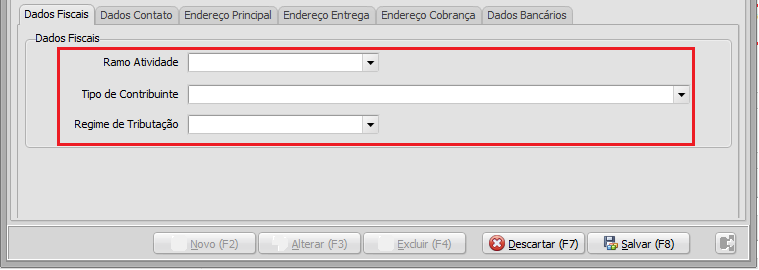 Dados Fiscais Dados Contato Endereço Principal Endereço Entrega Endereço Cobrança Dados Bancários
Dados Fiscais
Ramo Atividade
Tipo de Contribuinte
Regime de Tributação
Novo (F2) Alterar (F3) Excluir (F4) Descartar (F7) Salvar (F8)